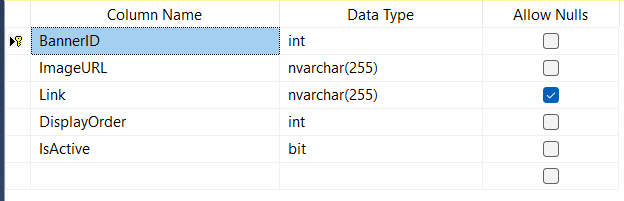 Column Name Data Type Allow Nulls
BannerID int
ImageURL nvarchar(255)
Link nvarchar(255)
DisplayOrder int
IsActive bit